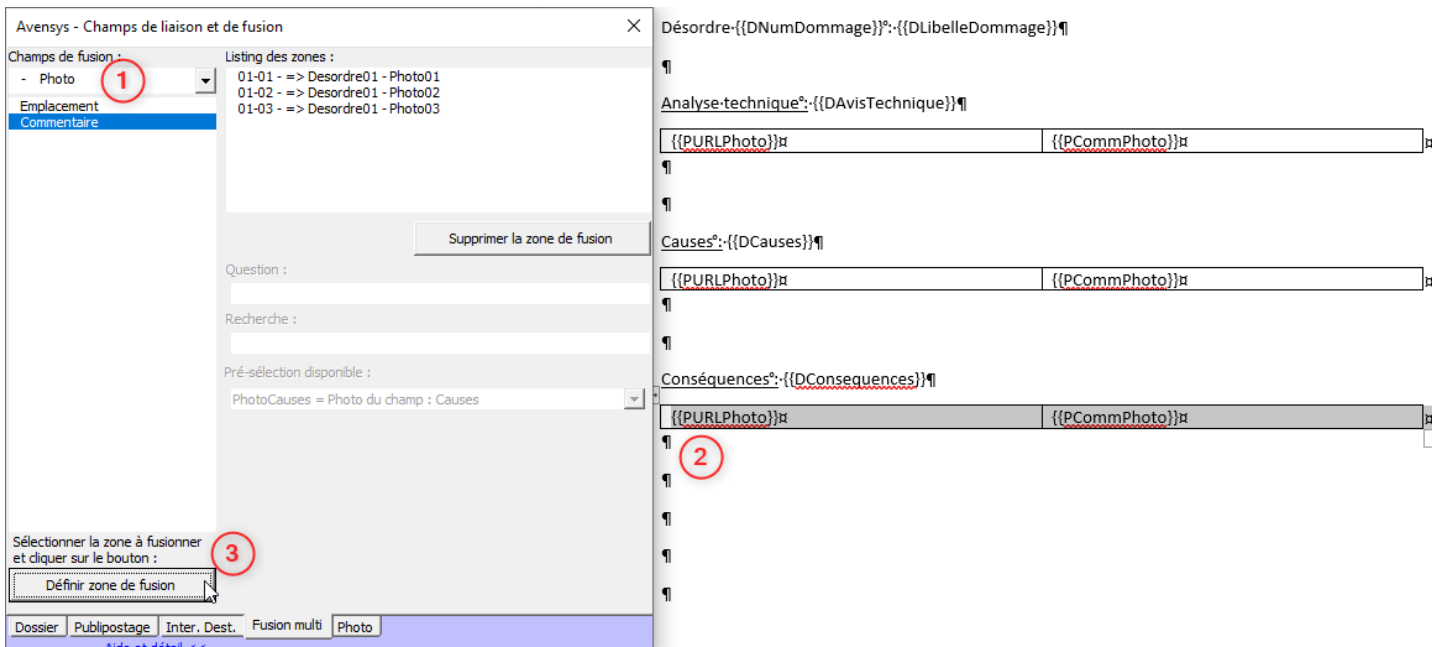 Avensys - Champs de liaison et de fusion
Champs de fusion :
- Photo
1
Emplacement
Commentaire
Listing des zones :
01-01 - => Desordre01 - Photo01
01-02 - => Desordre01 - Photo02
01-03 - => Desordre01 - Photo03
Supprimer la zone de fusion
Question :
Recherche :
Pré-sélection disponible :
PhotoCauses = Photo du champ : Causes
Sélectionner la zone à fusionner
et cliquer sur le bouton :
3
Définir zone de fusion
Dossier Publipostage Inter. Dest. Fusion multi Photo
Aide et détail <<
Désordre·{{DNumDommage}}°:·{{DLibelleDommage}}¶
¶
Analyse·technique°:·{{DAvisTechnique}}¶
{{PURLPhoto}}¤ {{PCommPhoto}}¤ ¤
¶
¶
Causes°:·{{DCauses}}¶
{{PURLPhoto}}¤ {{PCommPhoto}}¤ ¤
¶
¶
Conséquences°:·{{DConsequences}}¶
{{PURLPhoto}}¤ {{PCommPhoto}}¤ ¤
¶
2
¶
¶
¶
¶